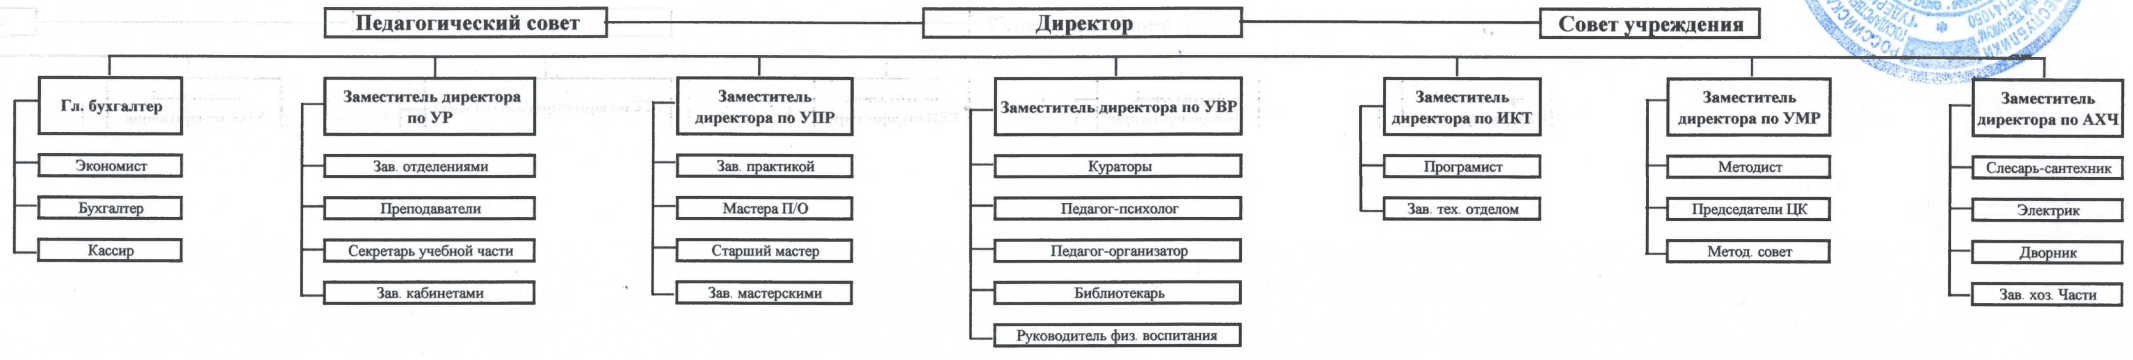 Педагогический совет
Директор
Совет учреждения
Гл. бухгалтер
Экономист
Бухгалтер
Кассир
Заместитель директора
по УР
Зав. отделениями
Преподаватели
Секретарь учебной части
Зав. кабинетами
Заместитель
директора по УПР
Зав. практикой
Мастера П/О
Старший мастер
Зав. мастерскими
Заместитель директора по УВР
Кураторы
Педагог-психолог
Педагог-организатор
Библиотекарь
Руководитель физ. воспитания
Заместитель
директора по ИКТ
Програмист
Зав. тех. отделом
Заместитель
директора по УМР
Методист
Председатели ЦК
Метод. совет
Заместитель
директора по АХЧ
Слесарь-сантехник
Электрик
Дворник
Зав. хоз. Части